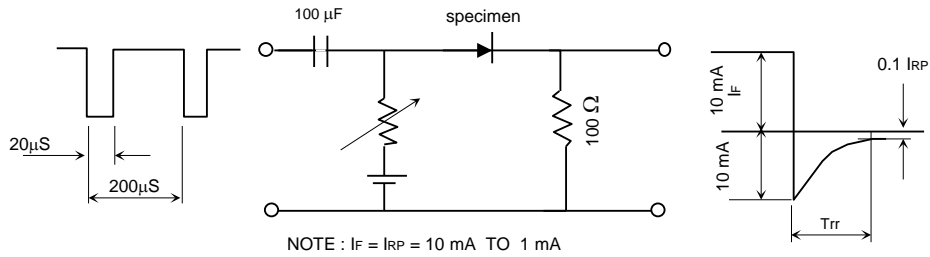 100 μF
specimen
20μS
200μS
100 Ω
10 mA
IF
10 mA
0.1 IRP
Trr
NOTE : IF = IRP = 10 mA TO 1 mA